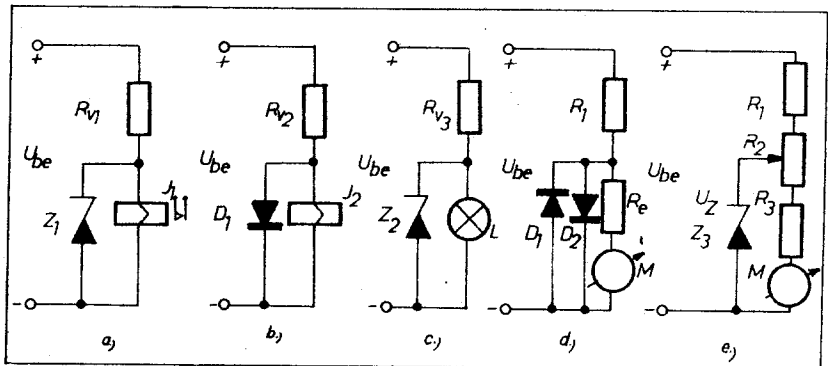 +
R_v1
U_be
Z_1
J_1
-
a.)
+
R_v2
U_be
D_1
J_2
-
b.)
+
R_v3
U_be
Z_2
L
-
c.)
+
R_1
U_be
D_1
D_2
R_e
M
-
d.)
+
R_1
R_2
U_be
U_Z
Z_3
R_3
M
-
e.)